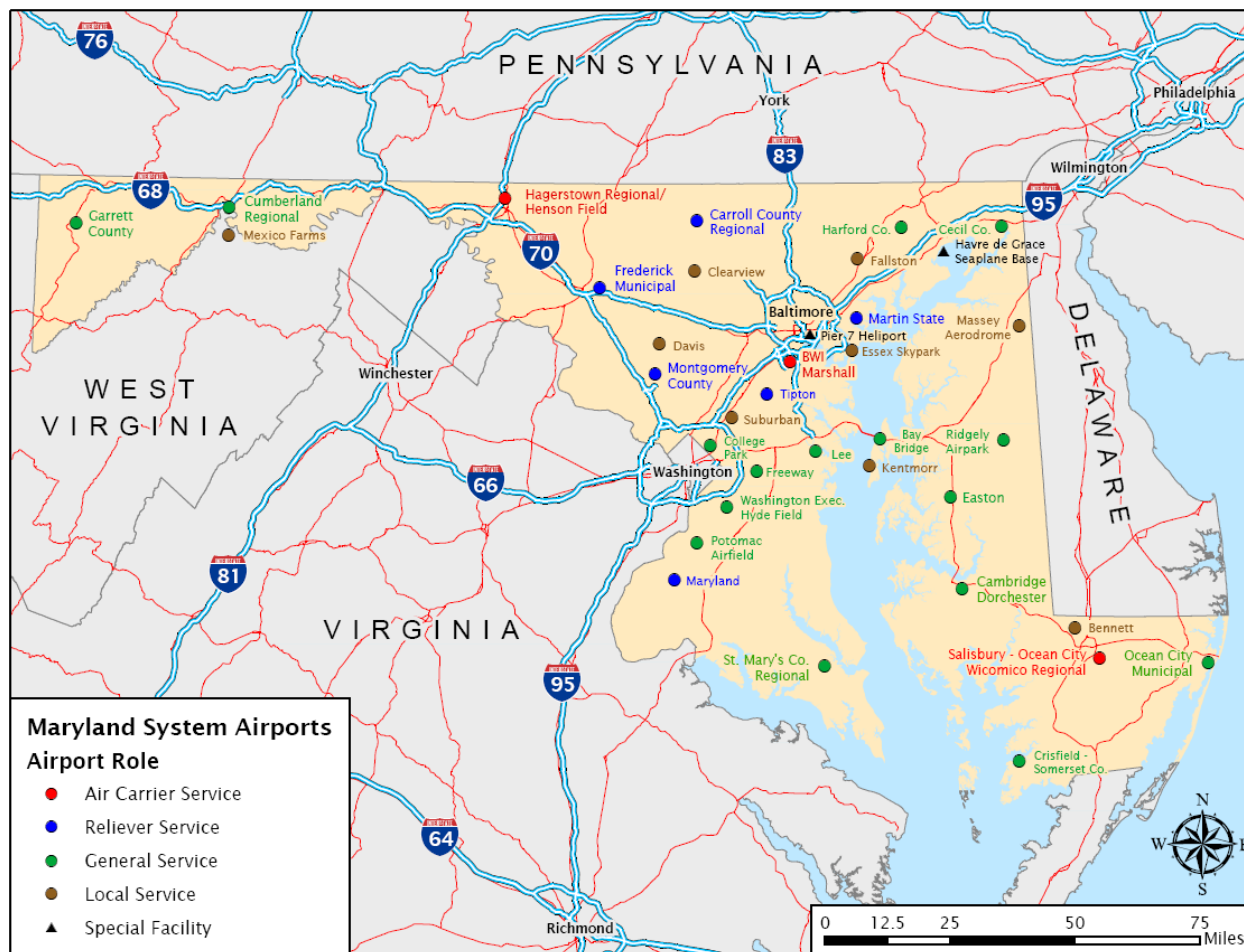 76
PENNSYLVANIA
York
Philadelphia
83
Wilmington
68
95
Garrett
County
Cumberland
Regional
Mexico Farms
Hagerstown Regional/
Henson Field
70
Carroll County
Regional
Harford Co.
Cecil Co.
Havre de Grace
Seaplane Base
Fallston
Clearview
Frederick
Municipal
Baltimore
Martin State
Massey
Aerodrome
Pier 7 Heliport
Essex Skypark
BWI
Marshall
Davis
Montgomery
County
Tipton
DELAWARE
Winchester
WEST
VIRGINIA
Suburban
College
Park
Lee
Bay
Bridge
Ridgely
Airpark
Kentmorr
Washington
Freeway
66
Washington Exec.
Hyde Field
Easton
Potomac
Airfield
81
Maryland
Cambridge
Dorchester
VIRGINIA
Bennett
St. Mary's Co.
Regional
Salisbury - Ocean City
Wicomico Regional
Ocean City
Municipal
95
Crisfield -
Somerset Co.
64
Richmond
Maryland System Airports
Airport Role
Air Carrier Service
Reliever Service
General Service
Local Service
Special Facility
N
W
E
S
0 12.5 25 50 75
Miles